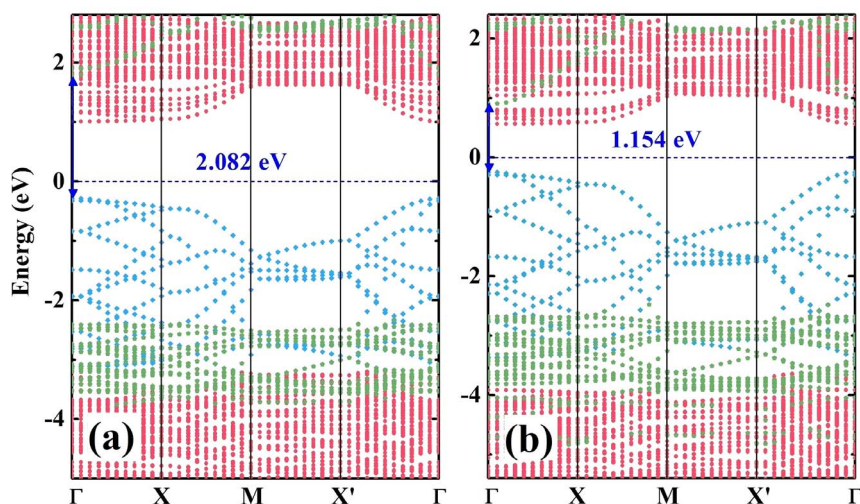 2
2
2.082 eV
1.154 eV
0
0
Energy (eV)
-2
-2
-4
-4
(a)
(b)
Γ X M X' Γ
Γ X M X' Γ